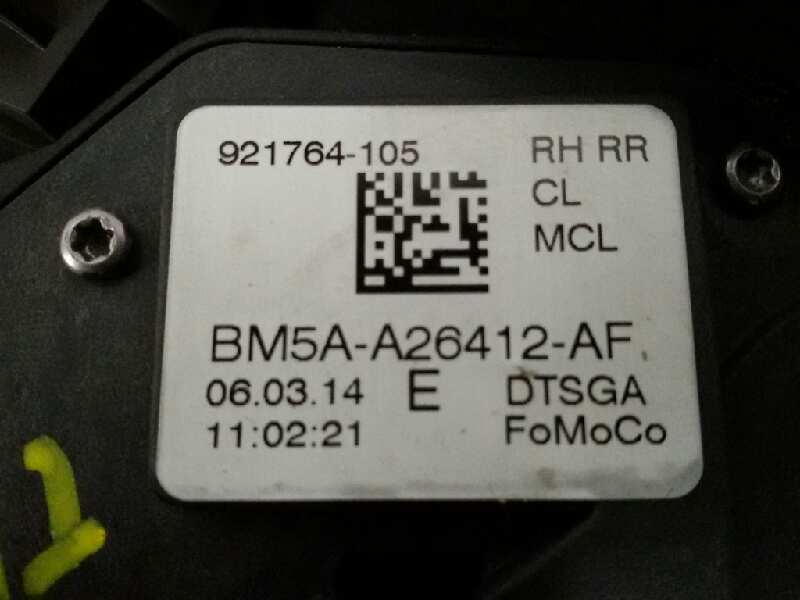 921764-105 RH RR
CL
MCL
BM5A-A26412-AF
06.03.14 E DTSGA
11:02:21 FoMoCo